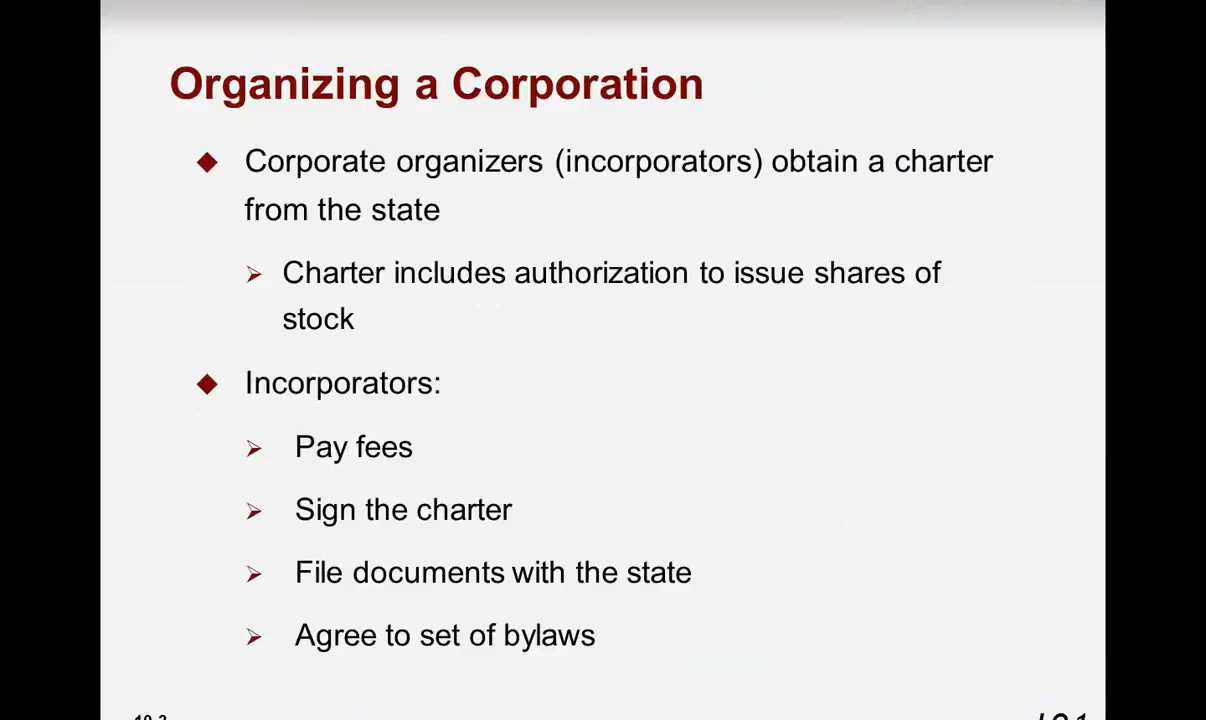 Organizing a Corporation
Corporate organizers (incorporators) obtain a charter
from the state
Charter includes authorization to issue shares of
stock
Incorporators:
Pay fees
Sign the charter
File documents with the state
Agree to set of bylaws